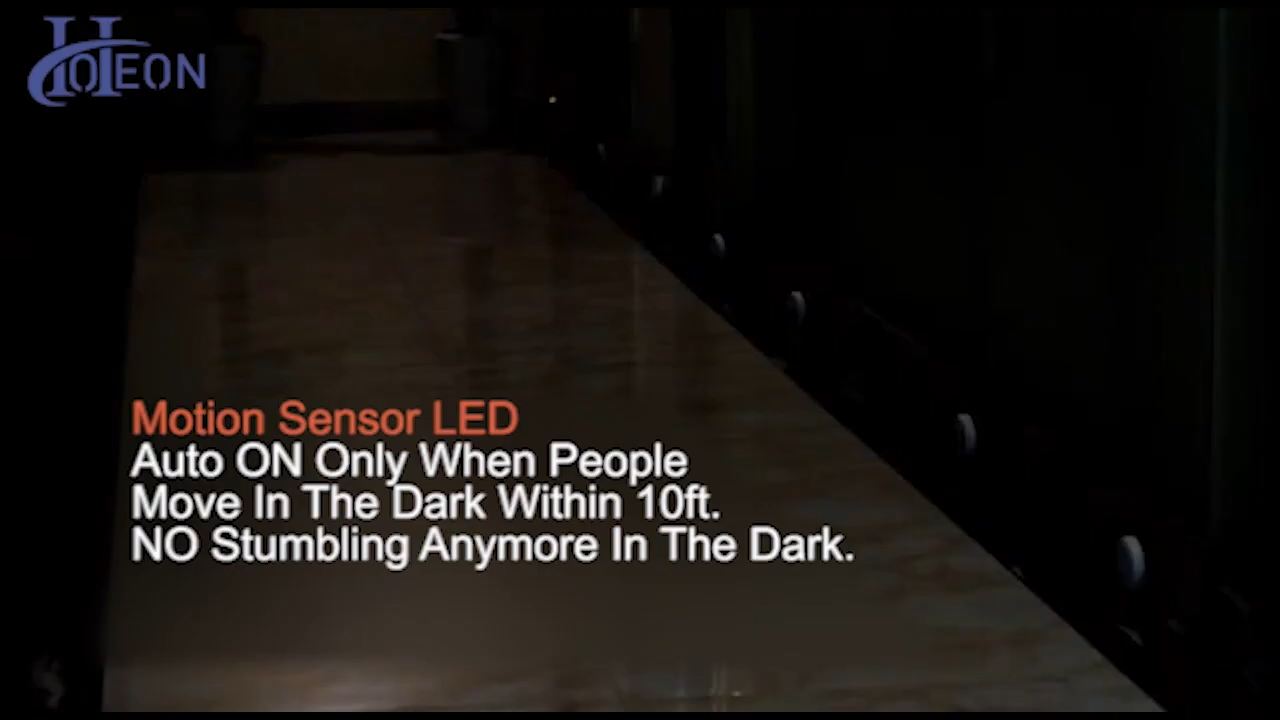 HOLEON
Motion Sensor LED
Auto ON Only When People
Move In The Dark Within 10ft.
NO Stumbling Anymore In The Dark.